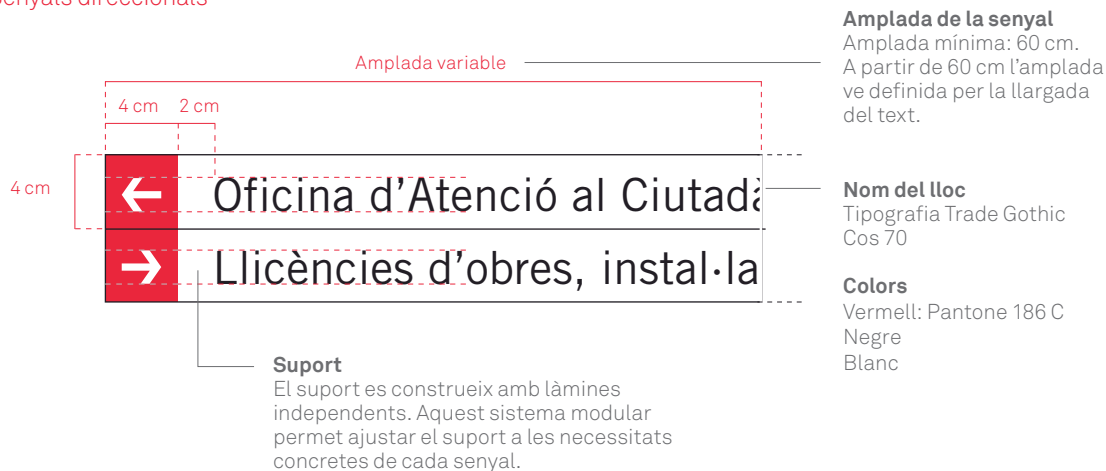 senyals direccionals
Amplada variable
4 cm 2 cm
4 cm
Oficina d’Atenció al Ciutadà
Llicències d’obres, instal·la
Suport
El suport es construeix amb làmines
independents. Aquest sistema modular
permet ajustar el suport a les necessitats
concretes de cada senyal.
Amplada de la senyal
Amplada mínima: 60 cm.
A partir de 60 cm l’amplada
ve definida per la llargada
del text.
Nom del lloc
Tipografia Trade Gothic
Cos 70
Colors
Vermell: Pantone 186 C
Negre
Blanc